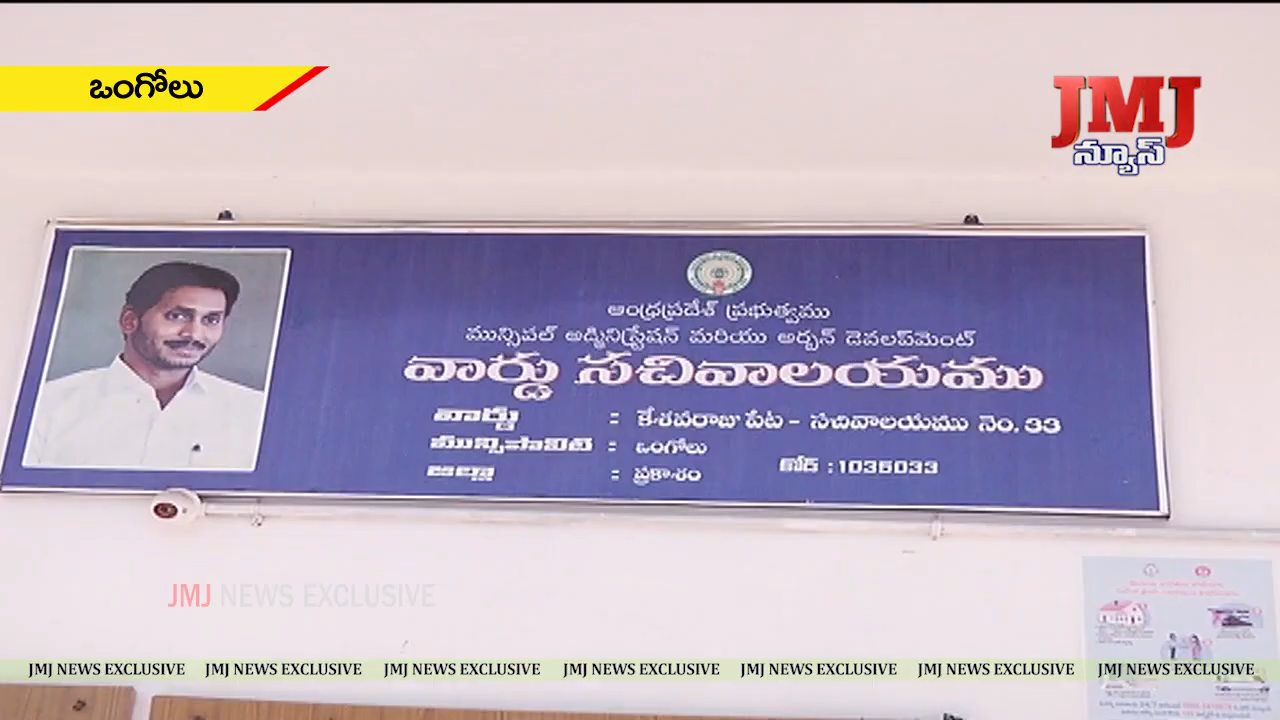 ఒంగోలు
JMJ
న్యూస్
ఆంధ్రప్రదేశ్ ప్రభుత్వము
మున్సిపల్ అడ్మినిస్ట్రేషన్ మరియు అర్బన్ డెవలప్‌మెంట్
వార్డు సచివాలయము
వార్డు : కేశవరాజు పేట - సచివాలయము నెం. 33
మున్సిపాలిటి : ఒంగోలు
జిల్లా : ప్రకాశం కోడ్ : 1035033
JMJ NEWS EXCLUSIVE
JMJ NEWS EXCLUSIVE JMJ NEWS EXCLUSIVE JMJ NEWS EXCLUSIVE JMJ NEWS EXCLUSIVE JMJ NEWS EXCLUSIVE JMJ NEWS EXCLUSIVE JMJ NEWS EXCLUSIVE